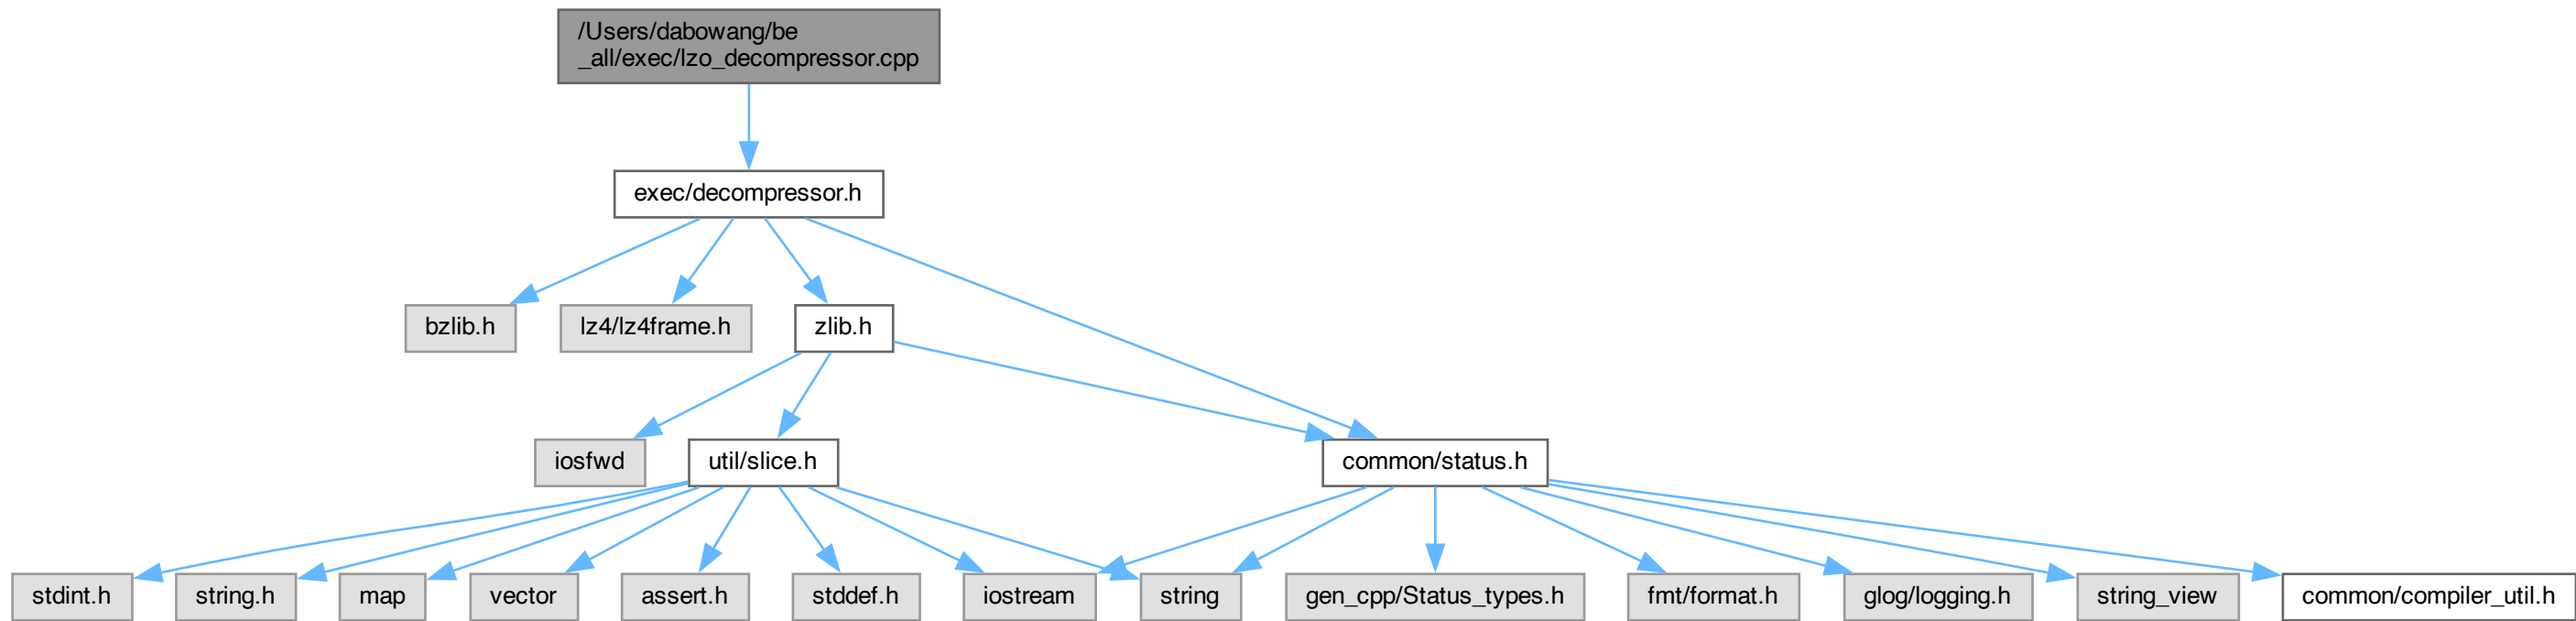 /Users/dabowang/be
_all/exec/lzo_decompressor.cpp
exec/decompressor.h
bzlib.h
lz4/lz4frame.h
zlib.h
iosfwd
util/slice.h
common/status.h
stdint.h
string.h
map
vector
assert.h
stddef.h
iostream
string
gen_cpp/Status_types.h
fmt/format.h
glog/logging.h
string_view
common/compiler_util.h